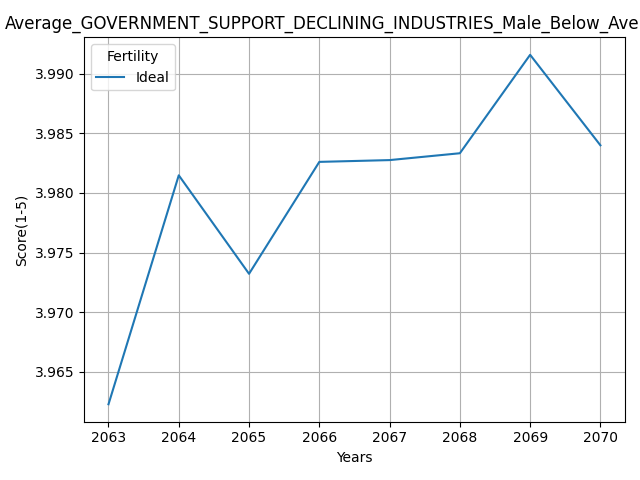 Average_GOVERNMENT_SUPPORT_DECLINING_INDUSTRIES_Male_Below_Ave
Fertility
Ideal
3.990
3.985
3.980
3.975
3.970
3.965
Score(1-5)
2063 2064 2065 2066 2067 2068 2069 2070
Years